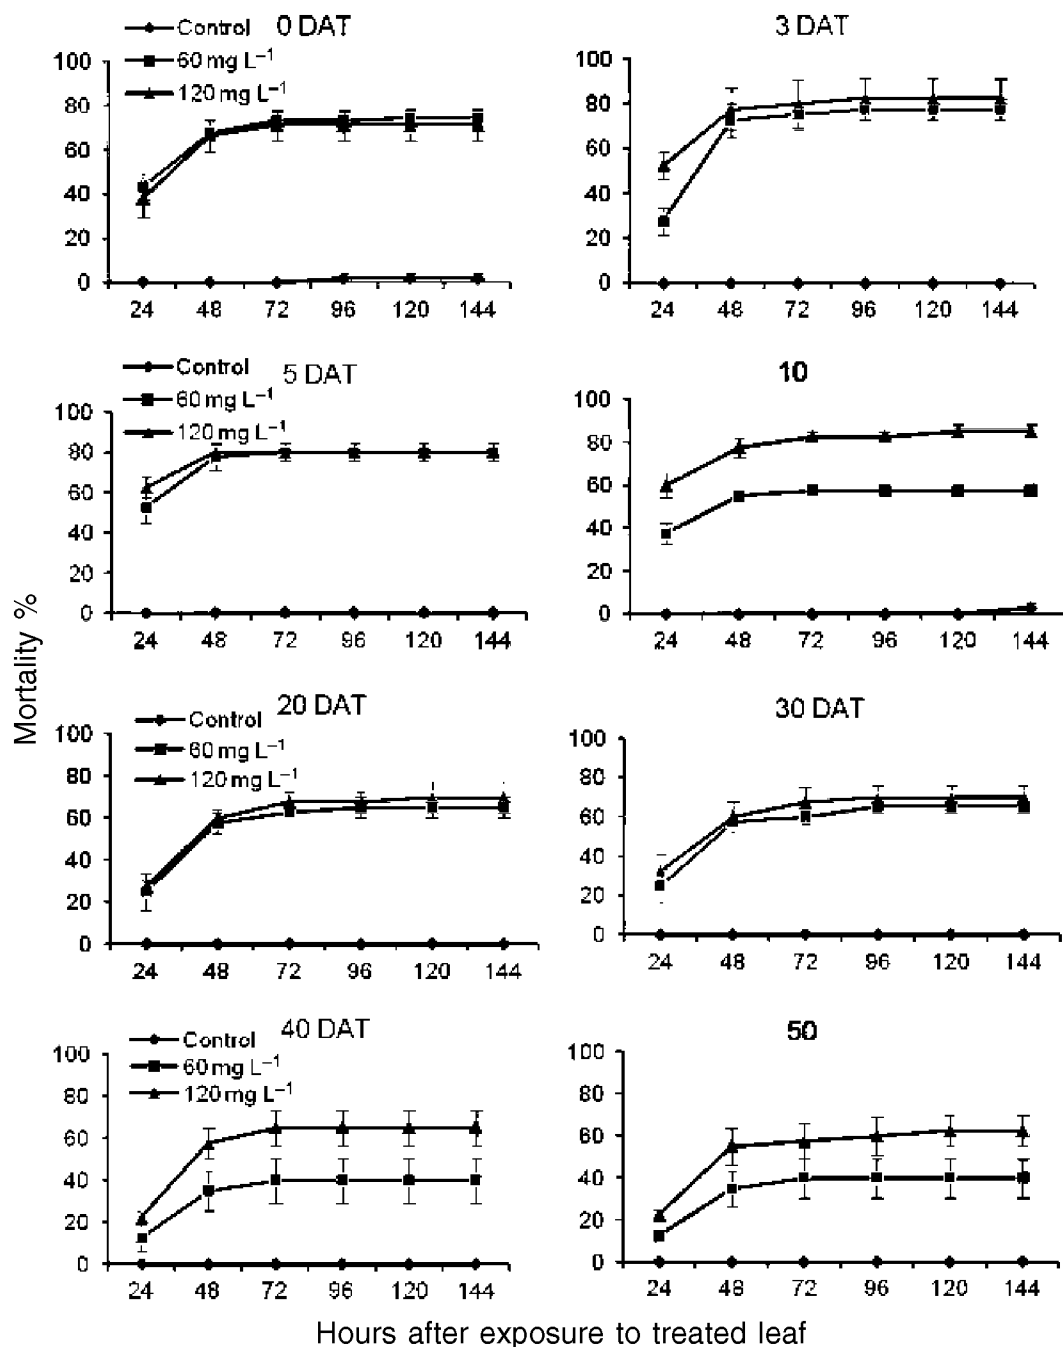 Control
60 mg L⁻¹
120 mg L⁻¹
0 DAT
100
80
60
40
20
0
24 48 72 96 120 144
3 DAT
100
80
60
40
20
0
24 48 72 96 120 144
Control
60 mg L⁻¹
120 mg L⁻¹
5 DAT
100
80
60
40
20
0
24 48 72 96 120 144
10
100
80
60
40
20
0
24 48 72 96 120 144
Mortality %
Control
60 mg L⁻¹
120 mg L⁻¹
20 DAT
100
80
60
40
20
0
24 48 72 96 120 144
30 DAT
100
80
60
40
20
0
24 48 72 96 120 144
Control
60 mg L⁻¹
120 mg L⁻¹
40 DAT
100
80
60
40
20
0
24 48 72 96 120 144
50
100
80
60
40
20
0
24 48 72 96 120 144
Hours after exposure to treated leaf